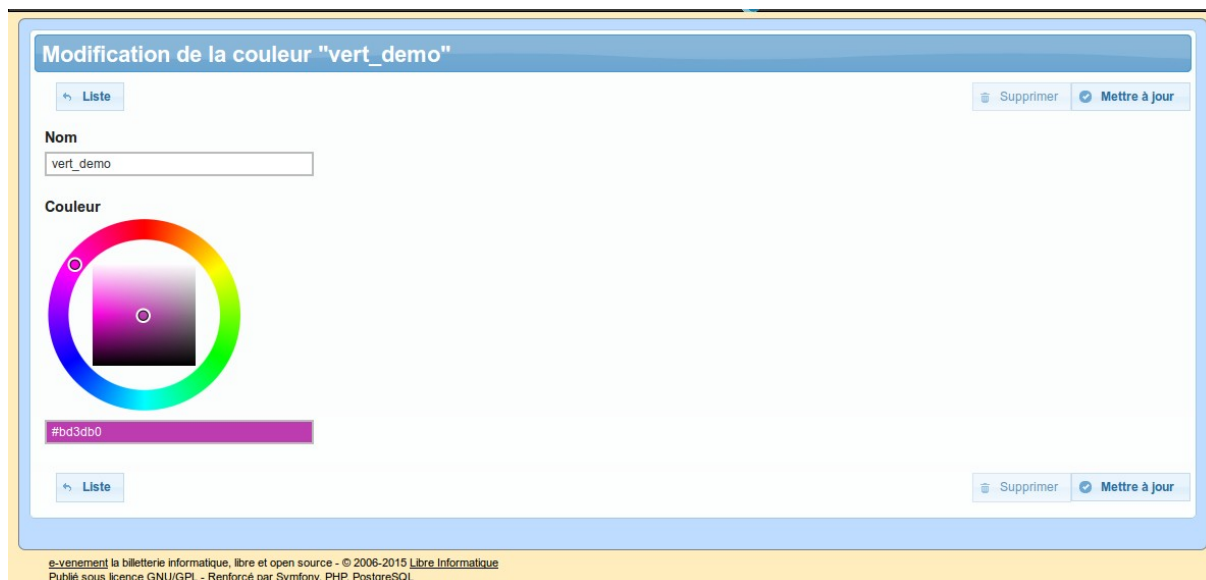 Modification de la couleur "vert_demo"
Liste
Supprimer
Mettre à jour
Nom
vert_demo
Couleur
#bd3db0
Liste
Supprimer
Mettre à jour
e-venement la billetterie informatique, libre et open source - © 2006-2015 Libre Informatique
Publié sous licence GNU/GPL - Renforcé par Symfony, PHP, PostgreSQL